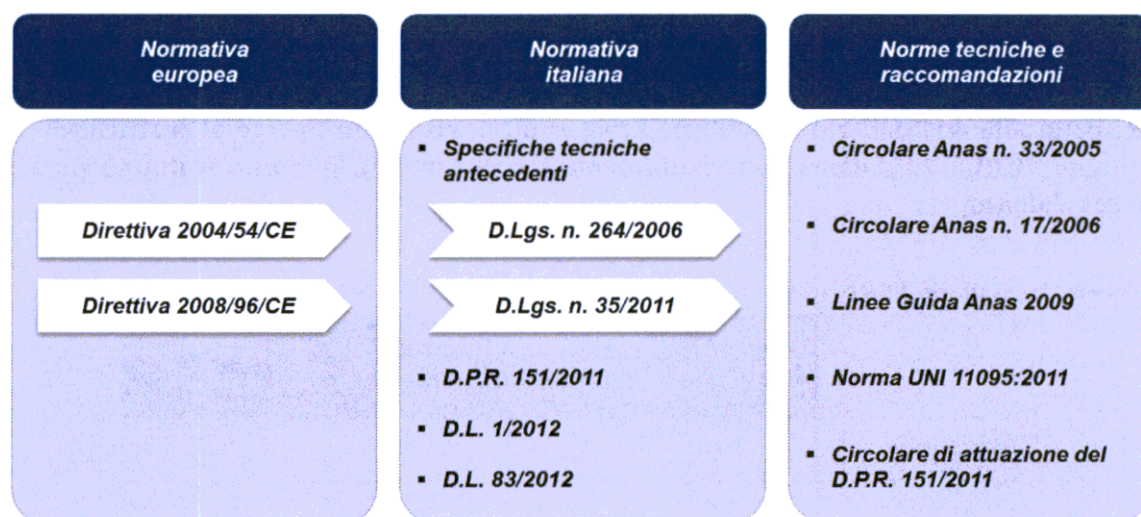 Normativa
europea
Direttiva 2004/54/CE
Direttiva 2008/96/CE
Normativa
italiana
▪ Specifiche tecniche
antecedenti
D.Lgs. n. 264/2006
D.Lgs. n. 35/2011
▪ D.P.R. 151/2011
▪ D.L. 1/2012
▪ D.L. 83/2012
Norme tecniche e
raccomandazioni
▪ Circolare Anas n. 33/2005
▪ Circolare Anas n. 17/2006
▪ Linee Guida Anas 2009
▪ Norma UNI 11095:2011
▪ Circolare di attuazione del
D.P.R. 151/2011